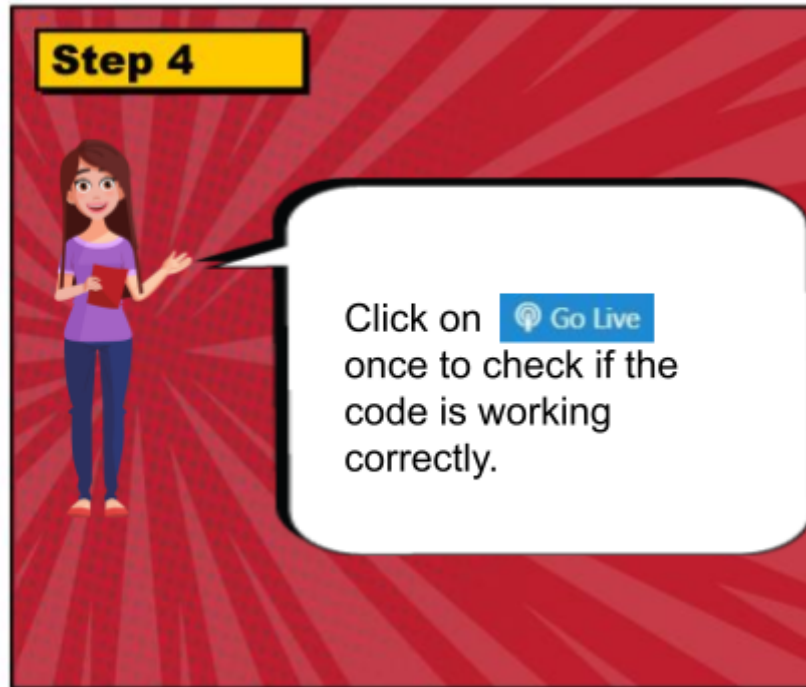 Step 4
Click on Go Live
once to check if the
code is working
correctly.